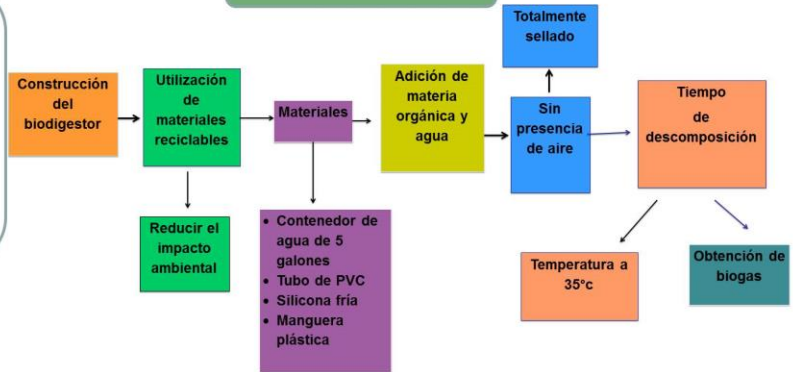 Construcción
del
biodigestor
Utilización
de
materiales
reciclables
Reducir el
impacto
ambiental
Materiales
• Contenedor de
agua de 5
galones
• Tubo de PVC
• Silicona fría
• Manguera
plástica
Adición de
materia
orgánica y
agua
Totalmente
sellado
Sin
presencia
de aire
Tiempo
de
descomposición
Temperatura a
35°c
Obtención de
biogas